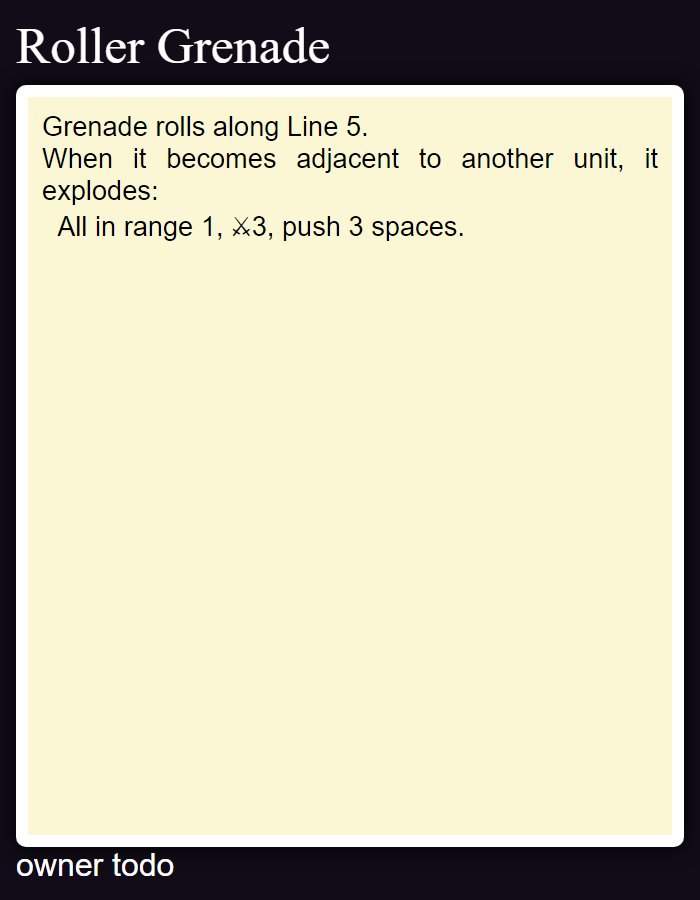 Roller Grenade
Grenade rolls along Line 5.
When it becomes adjacent to another unit, it
explodes:
All in range 1, ⚔3, push 3 spaces.
owner todo